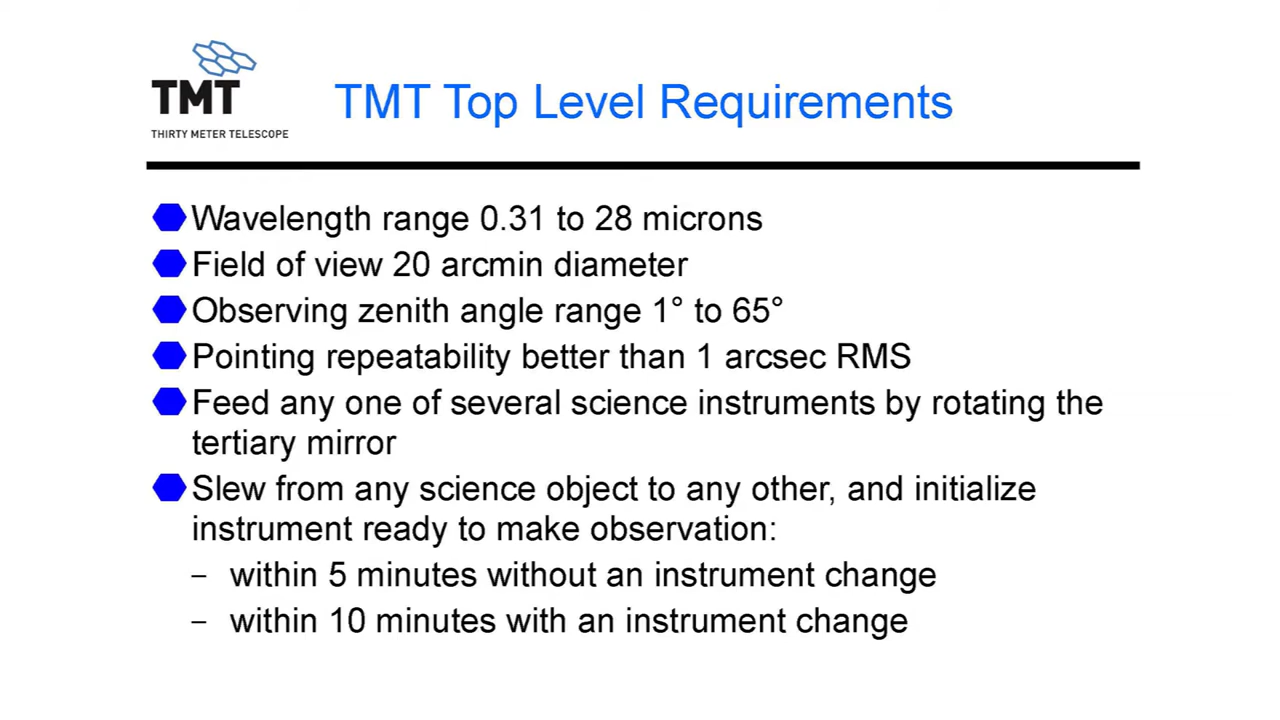 TMT
THIRTY METER TELESCOPE
TMT Top Level Requirements
Wavelength range 0.31 to 28 microns
Field of view 20 arcmin diameter
Observing zenith angle range 1° to 65°
Pointing repeatability better than 1 arcsec RMS
Feed any one of several science instruments by rotating the
tertiary mirror
Slew from any science object to any other, and initialize
instrument ready to make observation:
– within 5 minutes without an instrument change
– within 10 minutes with an instrument change